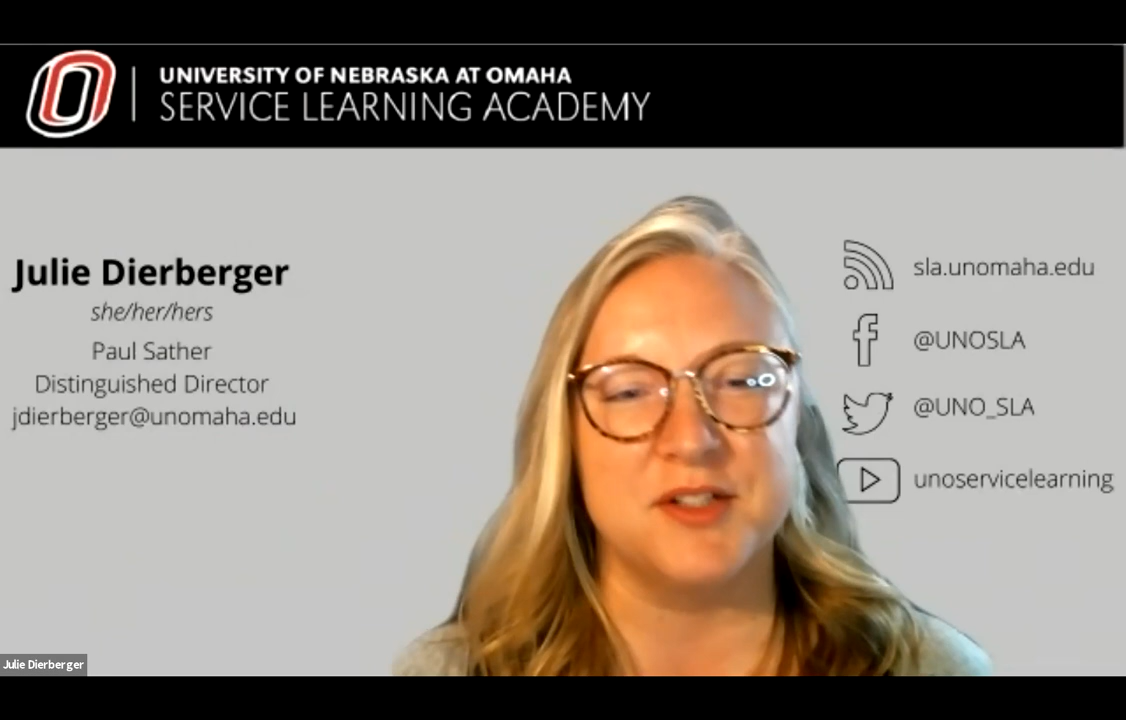 UNIVERSITY OF NEBRASKA AT OMAHA
SERVICE LEARNING ACADEMY
Julie Dierberger
she/her/hers
Paul Sather
Distinguished Director
jdierberger@unomaha.edu
sla.unomaha.edu
@UNOSLA
@UNO_SLA
unoservicelearning
Julie Dierberger